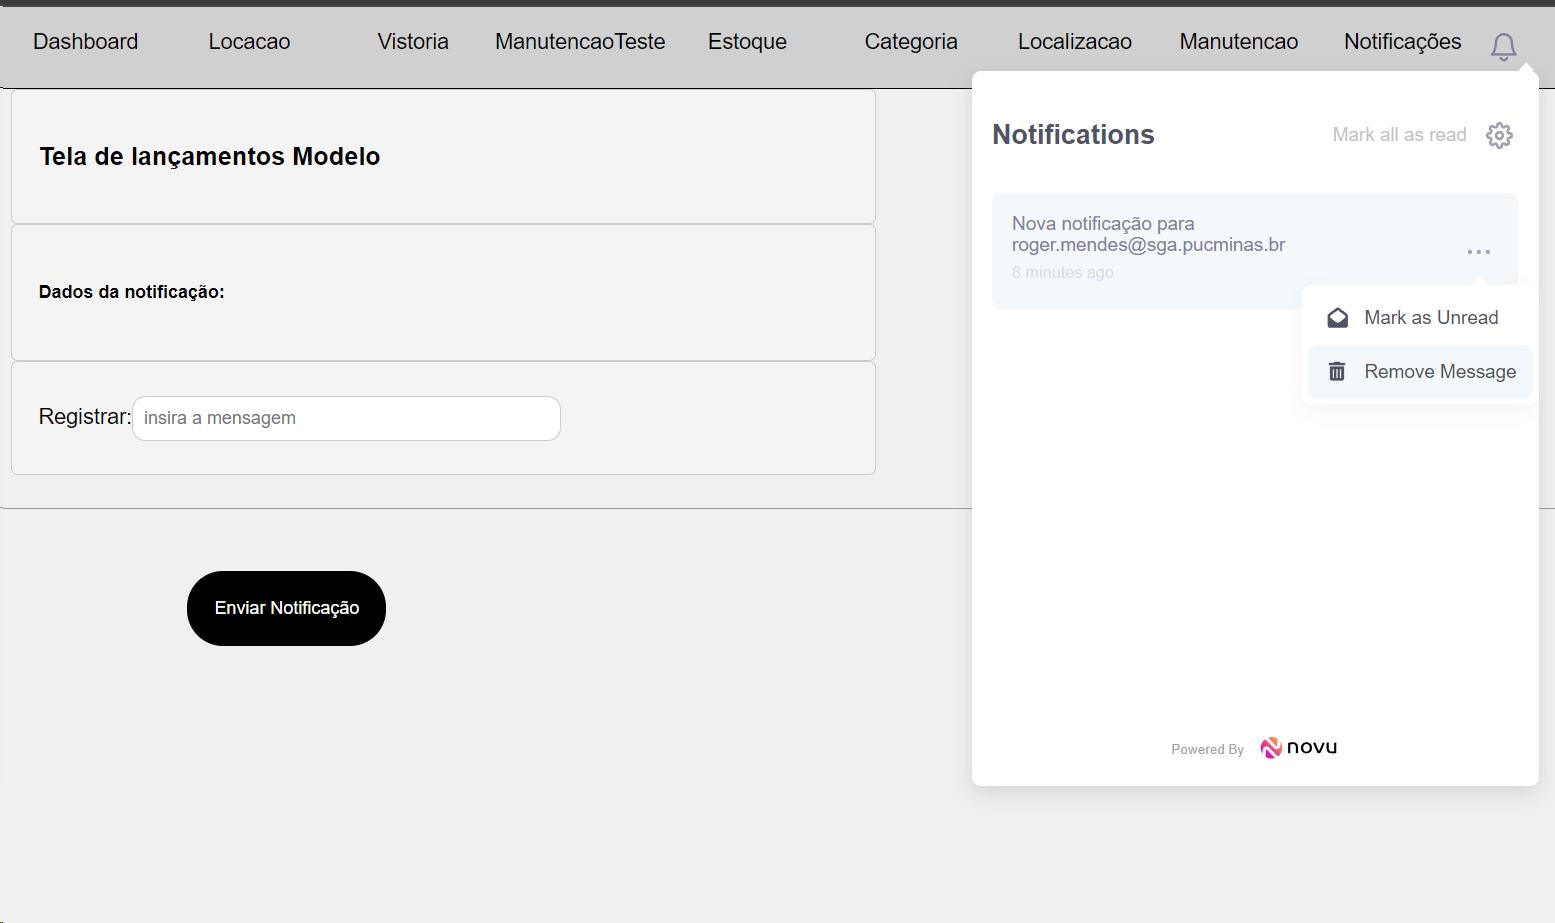 Dashboard Locacao Vistoria ManutencaoTeste Estoque Categoria Localizacao Manutencao Notificações
Tela de lançamentos Modelo
Dados da notificação:
Registrar: insira a mensagem
Enviar Notificação
Notifications Mark all as read
Nova notificação para
roger.mendes@sga.pucminas.br
8 minutes ago
Mark as Unread
Remove Message
Powered By novu